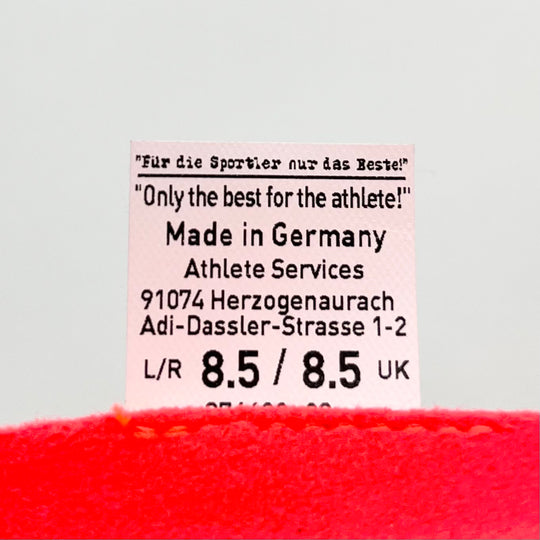 "Für die Sportler nur das Beste!"
"Only the best for the athlete!"
Made in Germany
Athlete Services
91074 Herzogenaurach
Adi-Dassler-Strasse 1-2
L/R 8.5 / 8.5 UK